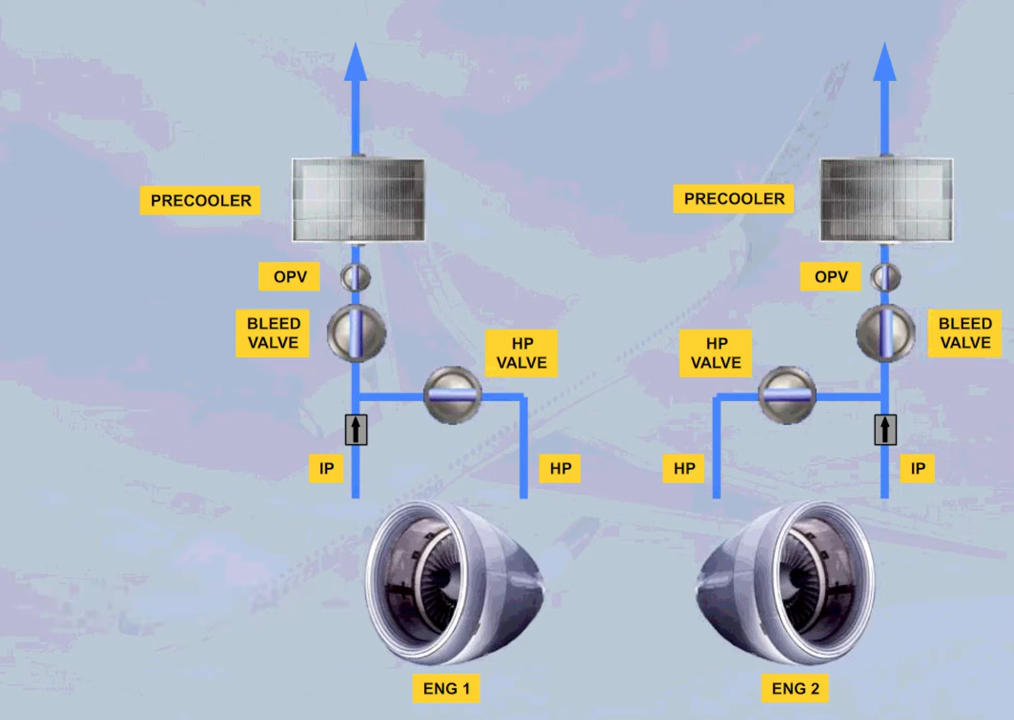 PRECOOLER
PRECOOLER
OPV
OPV
BLEED
VALVE
HP
VALVE
HP
VALVE
BLEED
VALVE
IP
HP
HP
IP
ENG 1
ENG 2